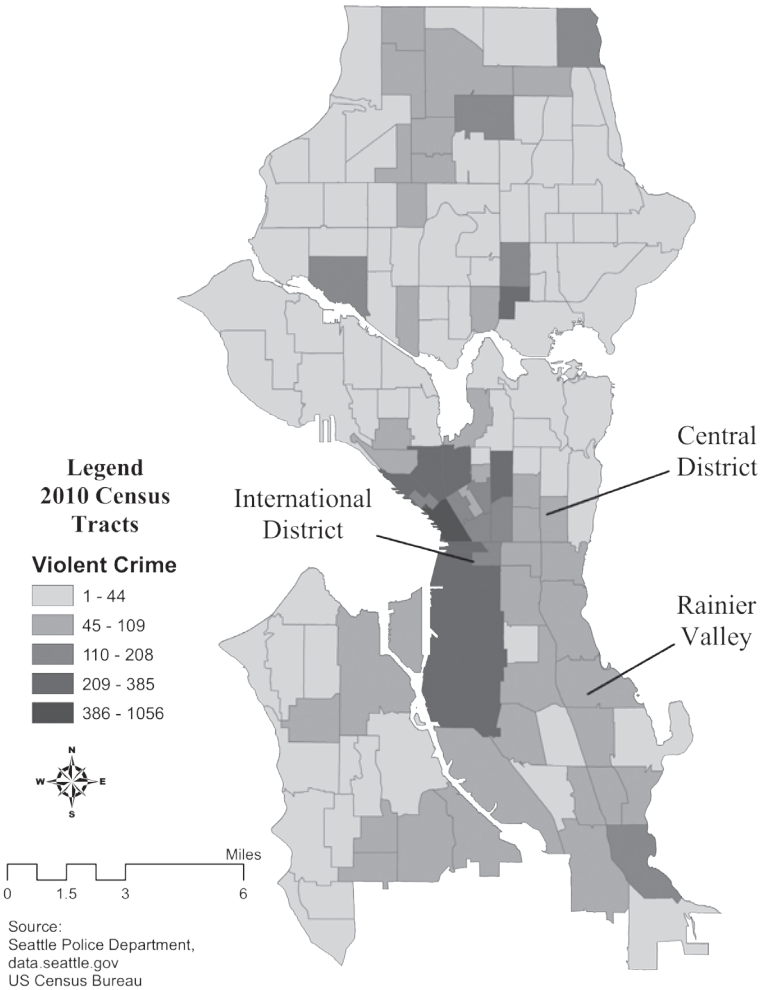 Central
District
International
District
Rainier
Valley
Legend
2010 Census
Tracts
Violent Crime
1 - 44
45 - 109
110 - 208
209 - 385
386 - 1056
N
W E
S
Miles
0 1.5 3 6
Source:
Seattle Police Department,
data.seattle.gov
US Census Bureau